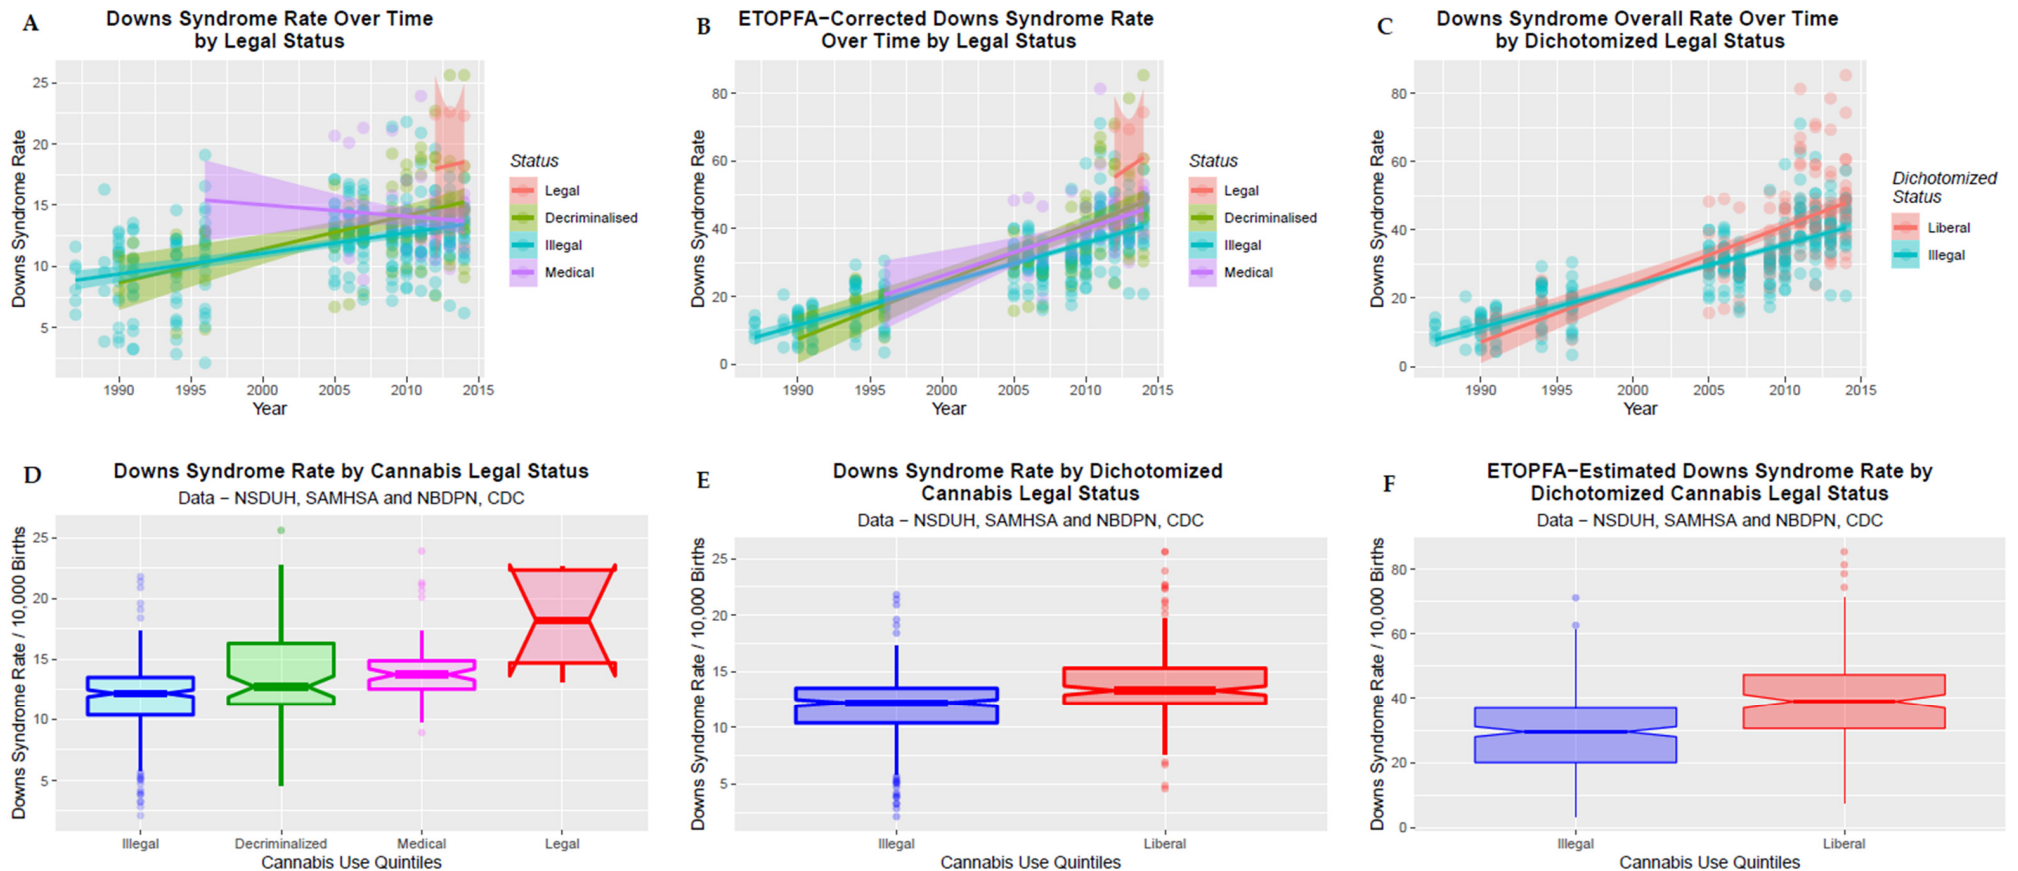 A
Downs Syndrome Rate Over Time
by Legal Status
Downs Syndrome Rate
25
20
15
10
5
1990
1995
2000
2005
2010
2015
Year
Status
Legal
Decriminalised
Illegal
Medical
B
ETOPFA−Corrected Downs Syndrome Rate
Over Time by Legal Status
Downs Syndrome Rate
80
60
40
20
0
1990
1995
2000
2005
2010
2015
Year
Status
Legal
Decriminalised
Illegal
Medical
C
Downs Syndrome Overall Rate Over Time
by Dichotomized Legal Status
Downs Syndrome Rate
80
60
40
20
0
1990
1995
2000
2005
2010
2015
Year
Dichotomized
Status
Liberal
Illegal
D
Downs Syndrome Rate by Cannabis Legal Status
Data − NSDUH, SAMHSA and NBDPN, CDC
Downs Syndrome Rate / 10,000 Births
25
20
15
10
5
Illegal
Decriminalized
Medical
Legal
Cannabis Use Quintiles
E
Downs Syndrome Rate by Dichotomized
Cannabis Legal Status
Data − NSDUH, SAMHSA and NBDPN, CDC
Downs Syndrome Rate / 10,000 Births
25
20
15
10
5
Illegal
Liberal
Cannabis Use Quintiles
F
ETOPFA−Estimated Downs Syndrome Rate by
Dichotomized Cannabis Legal Status
Data − NSDUH, SAMHSA and NBDPN, CDC
Downs Syndrome Rate / 10,000 Births
80
60
40
20
0
Illegal
Liberal
Cannabis Use Quintiles